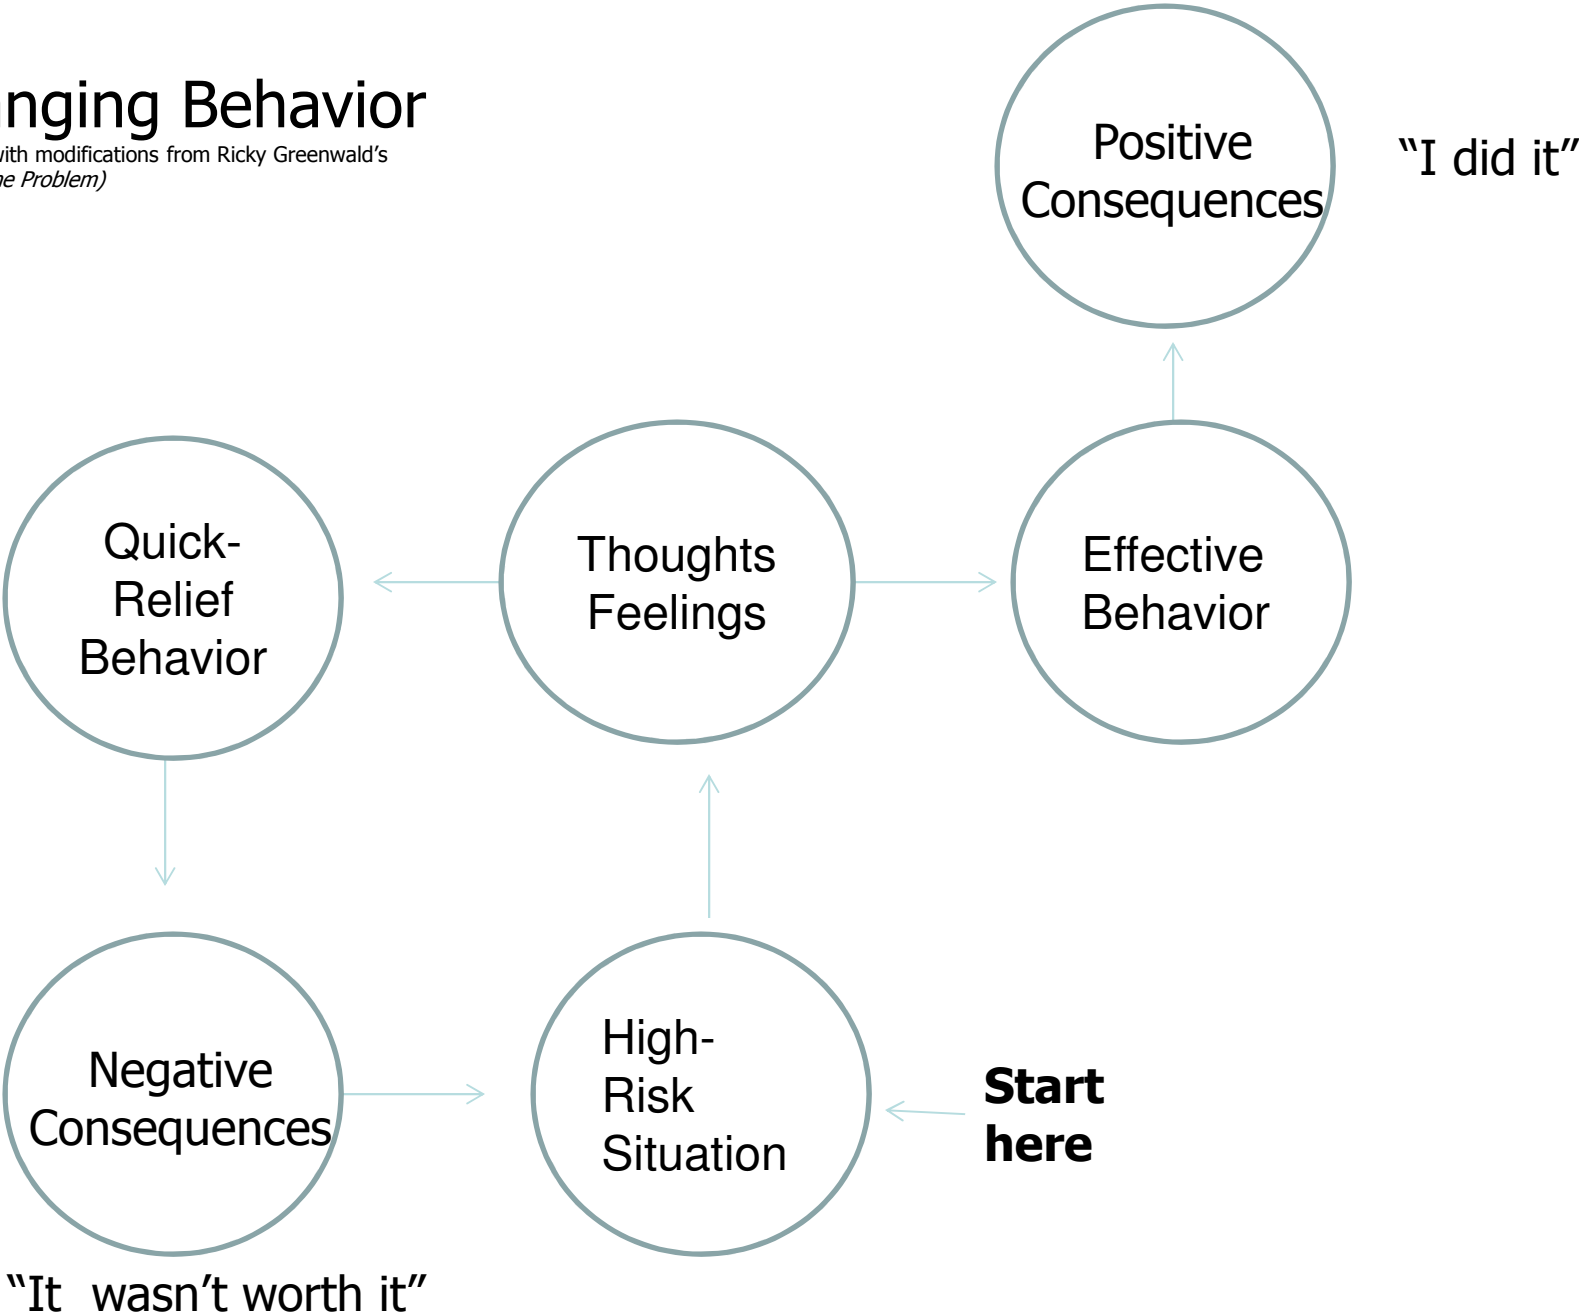 nging Behavior
with modifications from Ricky Greenwald's
ne Problem)
Positive
Consequences
“I did it”
Quick-
Relief
Behavior
Thoughts
Feelings
Effective
Behavior
Negative
Consequences
High-
Risk
Situation
Start
here
“It wasn’t worth it”